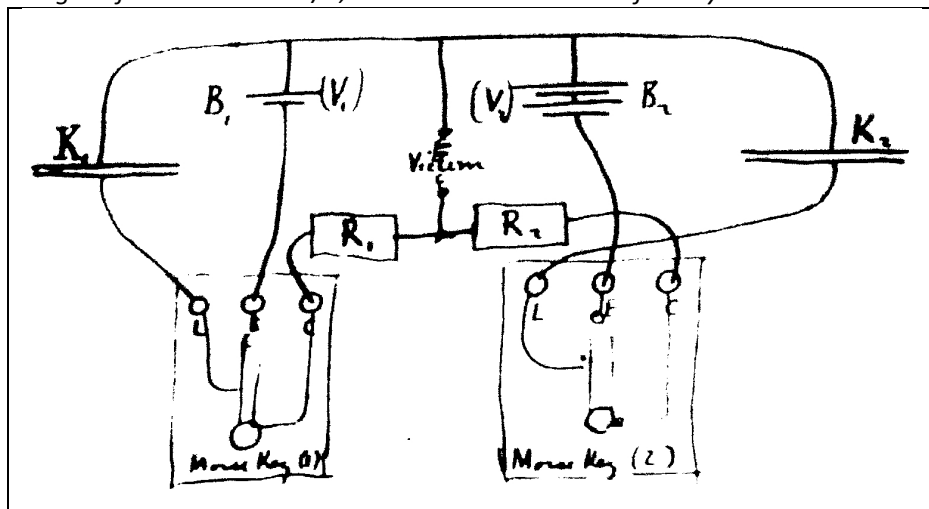 B₁ (V₁)
(V₂) B₂
K₁
K₂
Victim
R₁
R₂
L
L E C
Morse Key (1)
Morse Key (2)